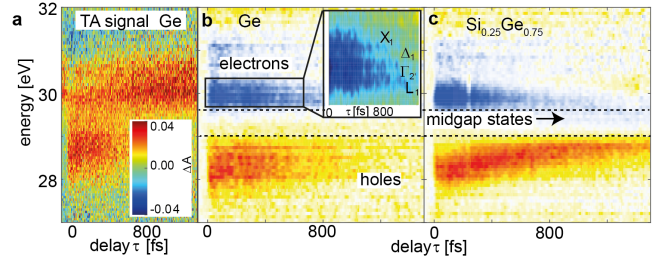 a
TA signal Ge
32
30
28
energy [eV]
0.04
0.00
-0.04
ΔA
0
800
delay τ [fs]
b
Ge
electrons
holes
X₁
Δ₁
Γ₂'
L₁
0 τ [fs] 800
0
800
delay τ [fs]
c
Si₀.₂₅Ge₀.₇₅
midgap states
0
800
delay τ [fs]